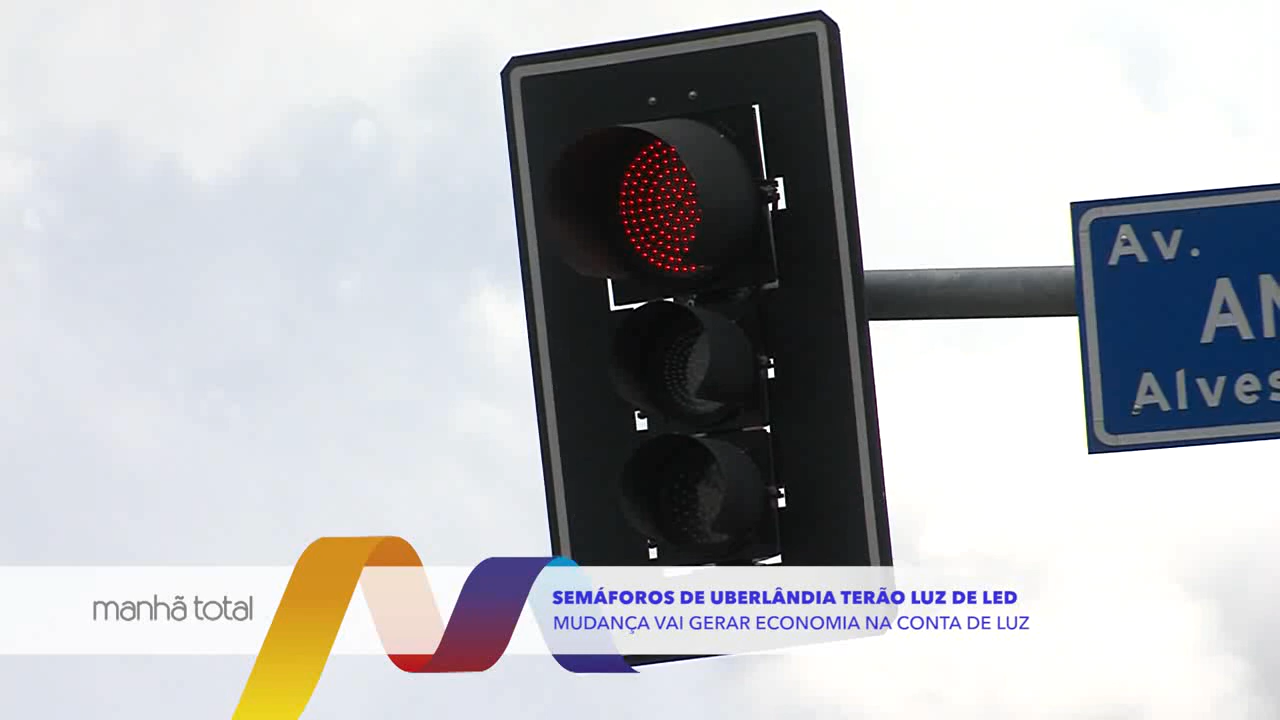 Av.
Alves
manhã total
SEMÁFOROS DE UBERLÂNDIA TERÃO LUZ DE LED
MUDANÇA VAI GERAR ECONOMIA NA CONTA DE LUZ